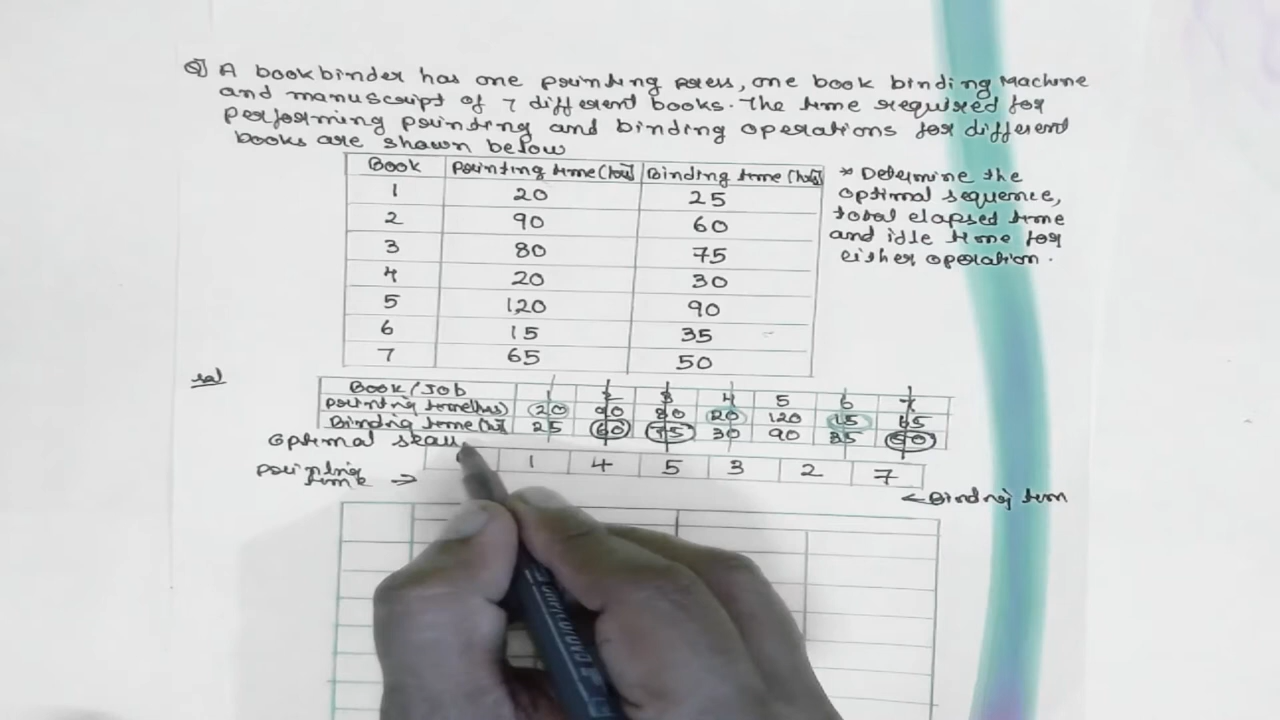 Q] A bookbinder has one printing press, one book binding Machine
and manuscript of 7 different books. The time required for
performing printing and binding operations for different
books are shown below
Book Printing time (hrs) Binding time (hrs)
1 20 25
2 90 60
3 80 75
4 20 30
5 120 90
6 15 35
7 65 50
* Determine the
optimal sequence,
total elapsed time
and idle time for
either operation.
sol
Book/Job 1 2 3 4 5 6 7
Printing time(hrs) 20 90 80 20 120 15 65
Binding time(hrs) 25 60 75 30 90 35 50
optimal sequ
1 4 5 3 2 7
printing
time →
← Binding tim